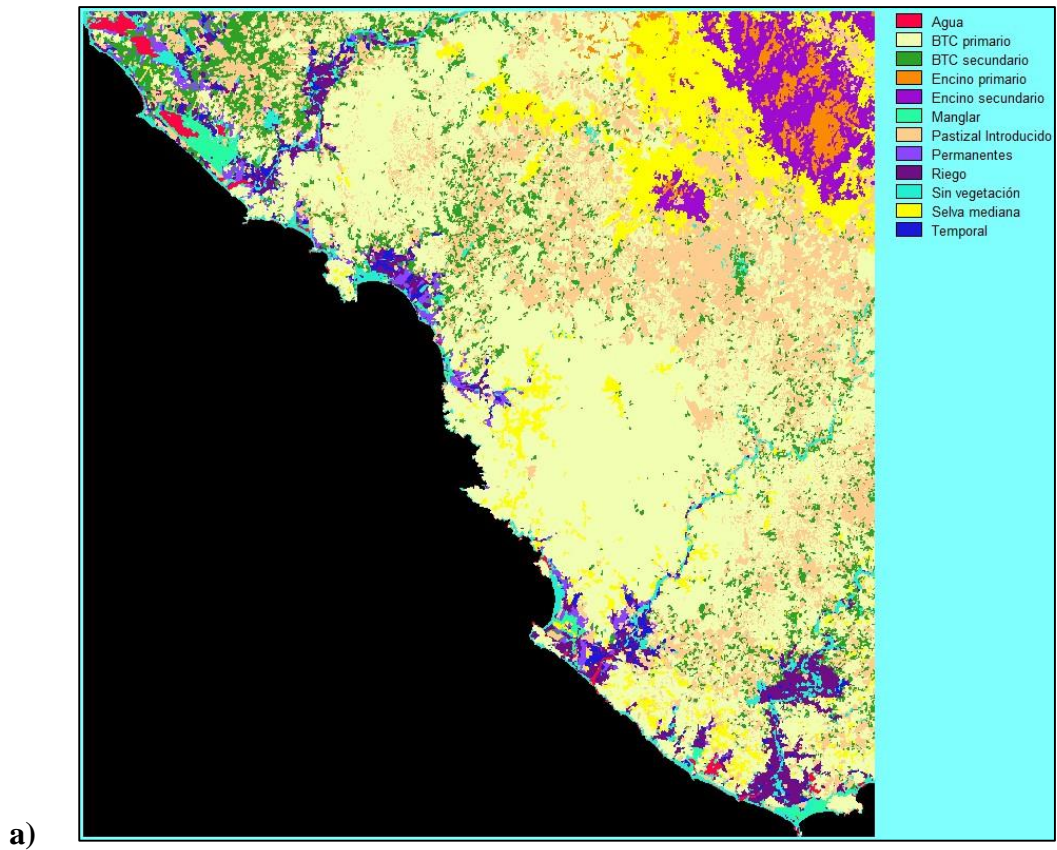 Agua
BTC primario
BTC secundario
Encino primario
Encino secundario
Manglar
Pastizal Introducido
Permanentes
Riego
Sin vegetación
Selva mediana
Temporal
a)